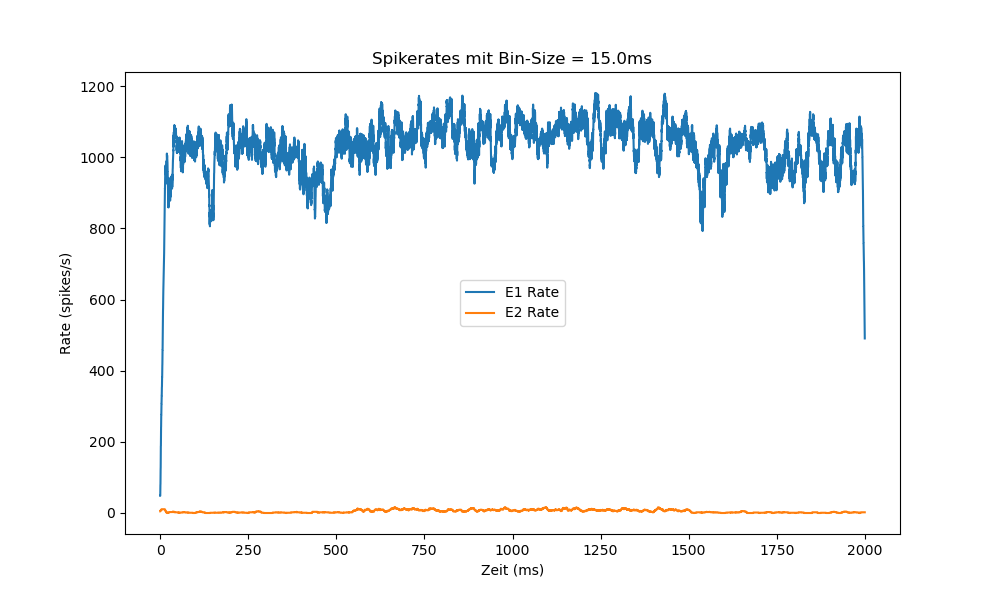 Spikerates mit Bin-Size = 15.0ms
1200
1000
800
600
400
200
0
Rate (spikes/s)
E1 Rate
E2 Rate
0 250 500 750 1000 1250 1500 1750 2000
Zeit (ms)